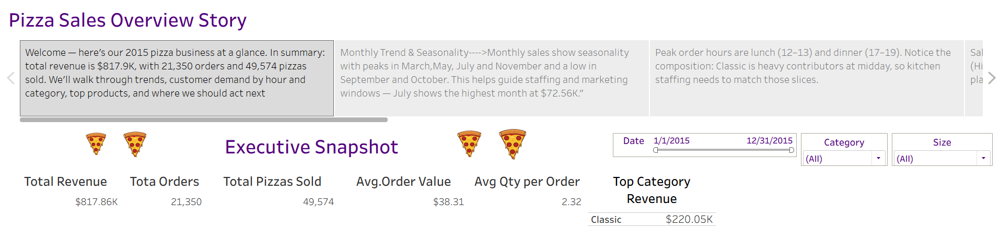 Pizza Sales Overview Story
Welcome — here’s our 2015 pizza business at a glance. In summary:
total revenue is $817.9K, with 21,350 orders and 49,574 pizzas
sold. We’ll walk through trends, customer demand by hour and
category, top products, and where we should act next
Monthly Trend & Seasonality---->Monthly sales show seasonality
with peaks in March,May, July and November and a low in
September and October. This helps guide staffing and marketing
windows — July shows the highest month at $72.56K.”
Peak order hours are lunch (12–13) and dinner (17–19). Notice the
composition: Classic is heavy contributors at midday, so kitchen
staffing needs to match those slices.
Sal
(Hi
pla
Executive Snapshot
Date 1/1/2015 12/31/2015
Category
(All)
Size
(All)
Total Revenue
$817.86K
Tota Orders
21,350
Total Pizzas Sold
49,574
Avg.Order Value
$38.31
Avg Qty per Order
2.32
Top Category
Revenue
Classic $220.05K